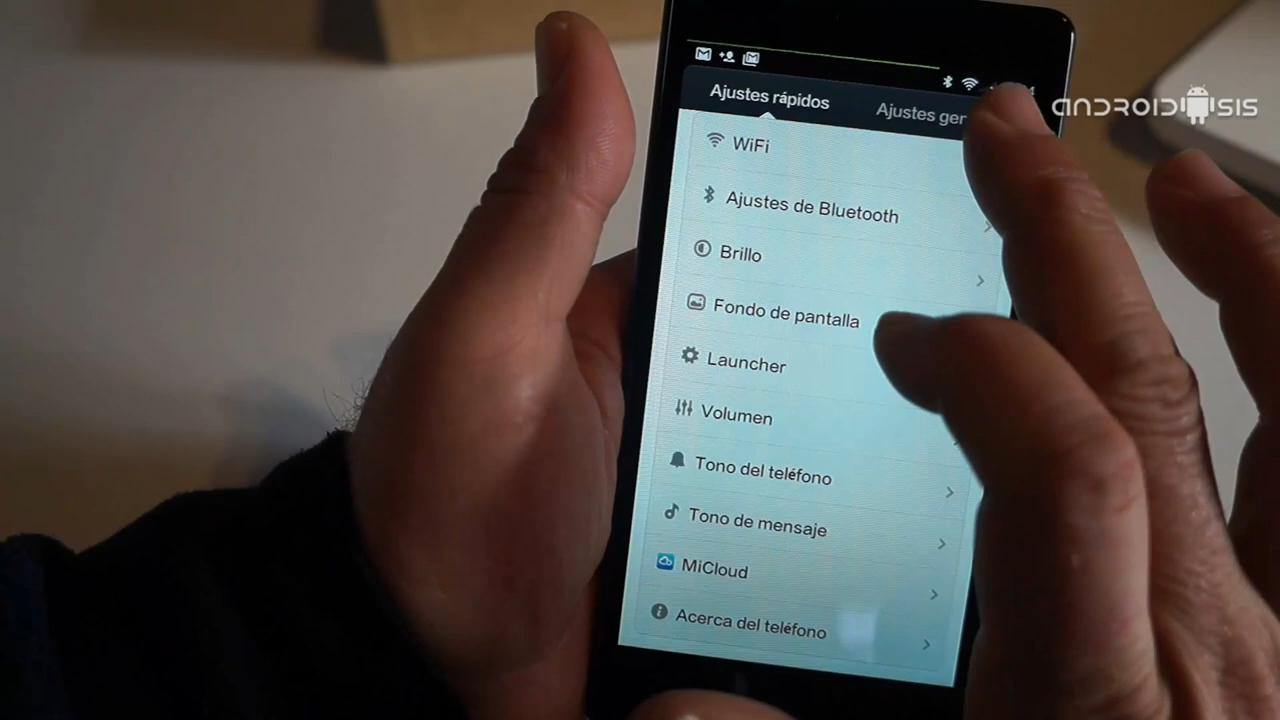 Ajustes rápidos
Ajustes ger
ANDROIDSIS
WiFi
Ajustes de Bluetooth
Brillo
Fondo de pantalla
Launcher
Volumen
Tono del teléfono
Tono de mensaje
MiCloud
Acerca del teléfono